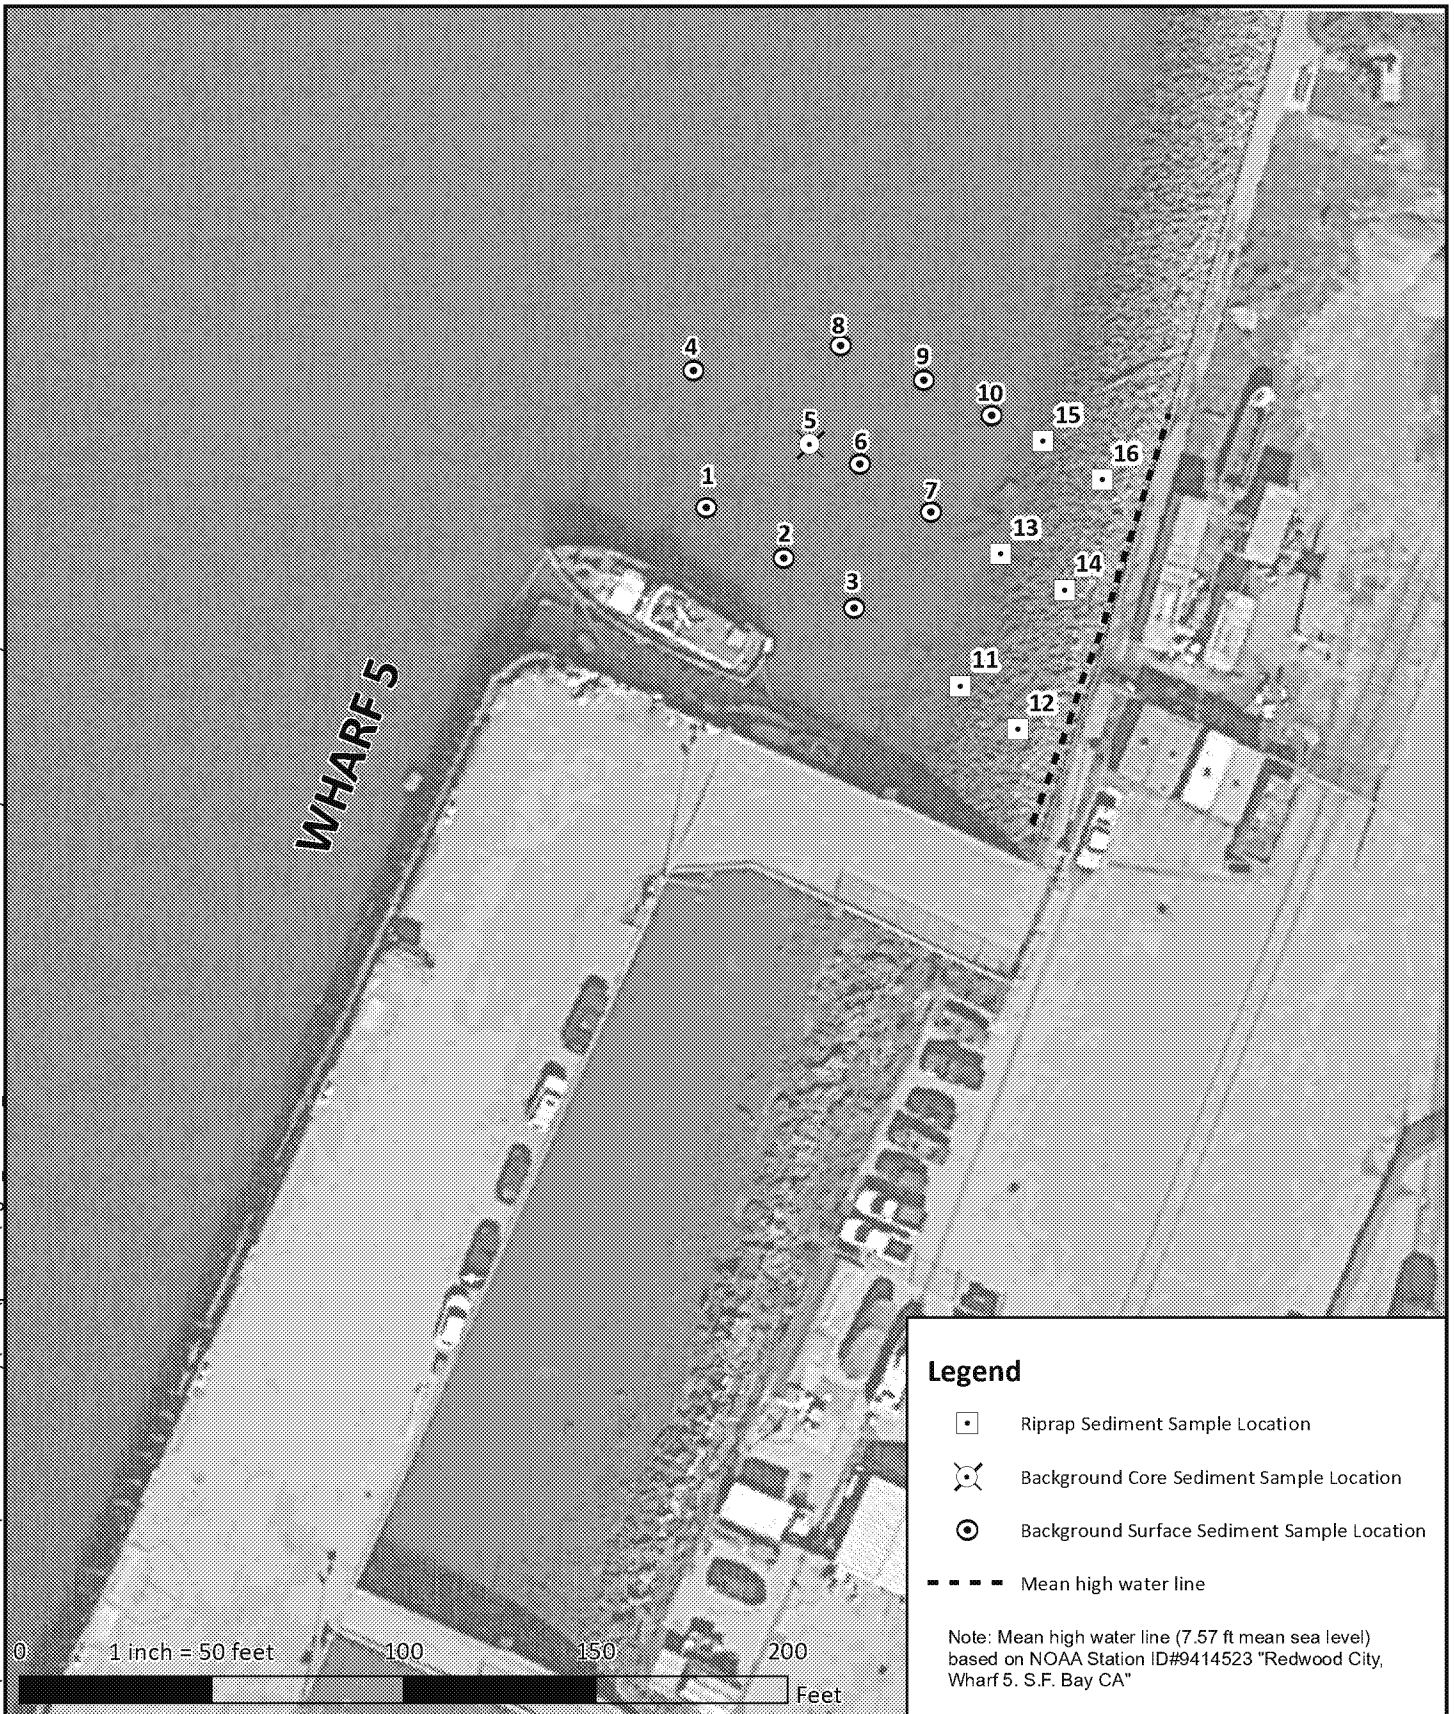 8
4
9
10
5
15
6
16
1
7
2
13
14
3
11
WHARF 5
12
Legend
Riprap Sediment Sample Location
Background Core Sediment Sample Location
Background Surface Sediment Sample Location
Mean high water line
Note: Mean high water line (7.57 ft mean sea level)
based on NOAA Station ID#9414523 "Redwood City,
Wharf 5. S.F. Bay CA"
0 1 inch = 50 feet 100 150 200
Feet